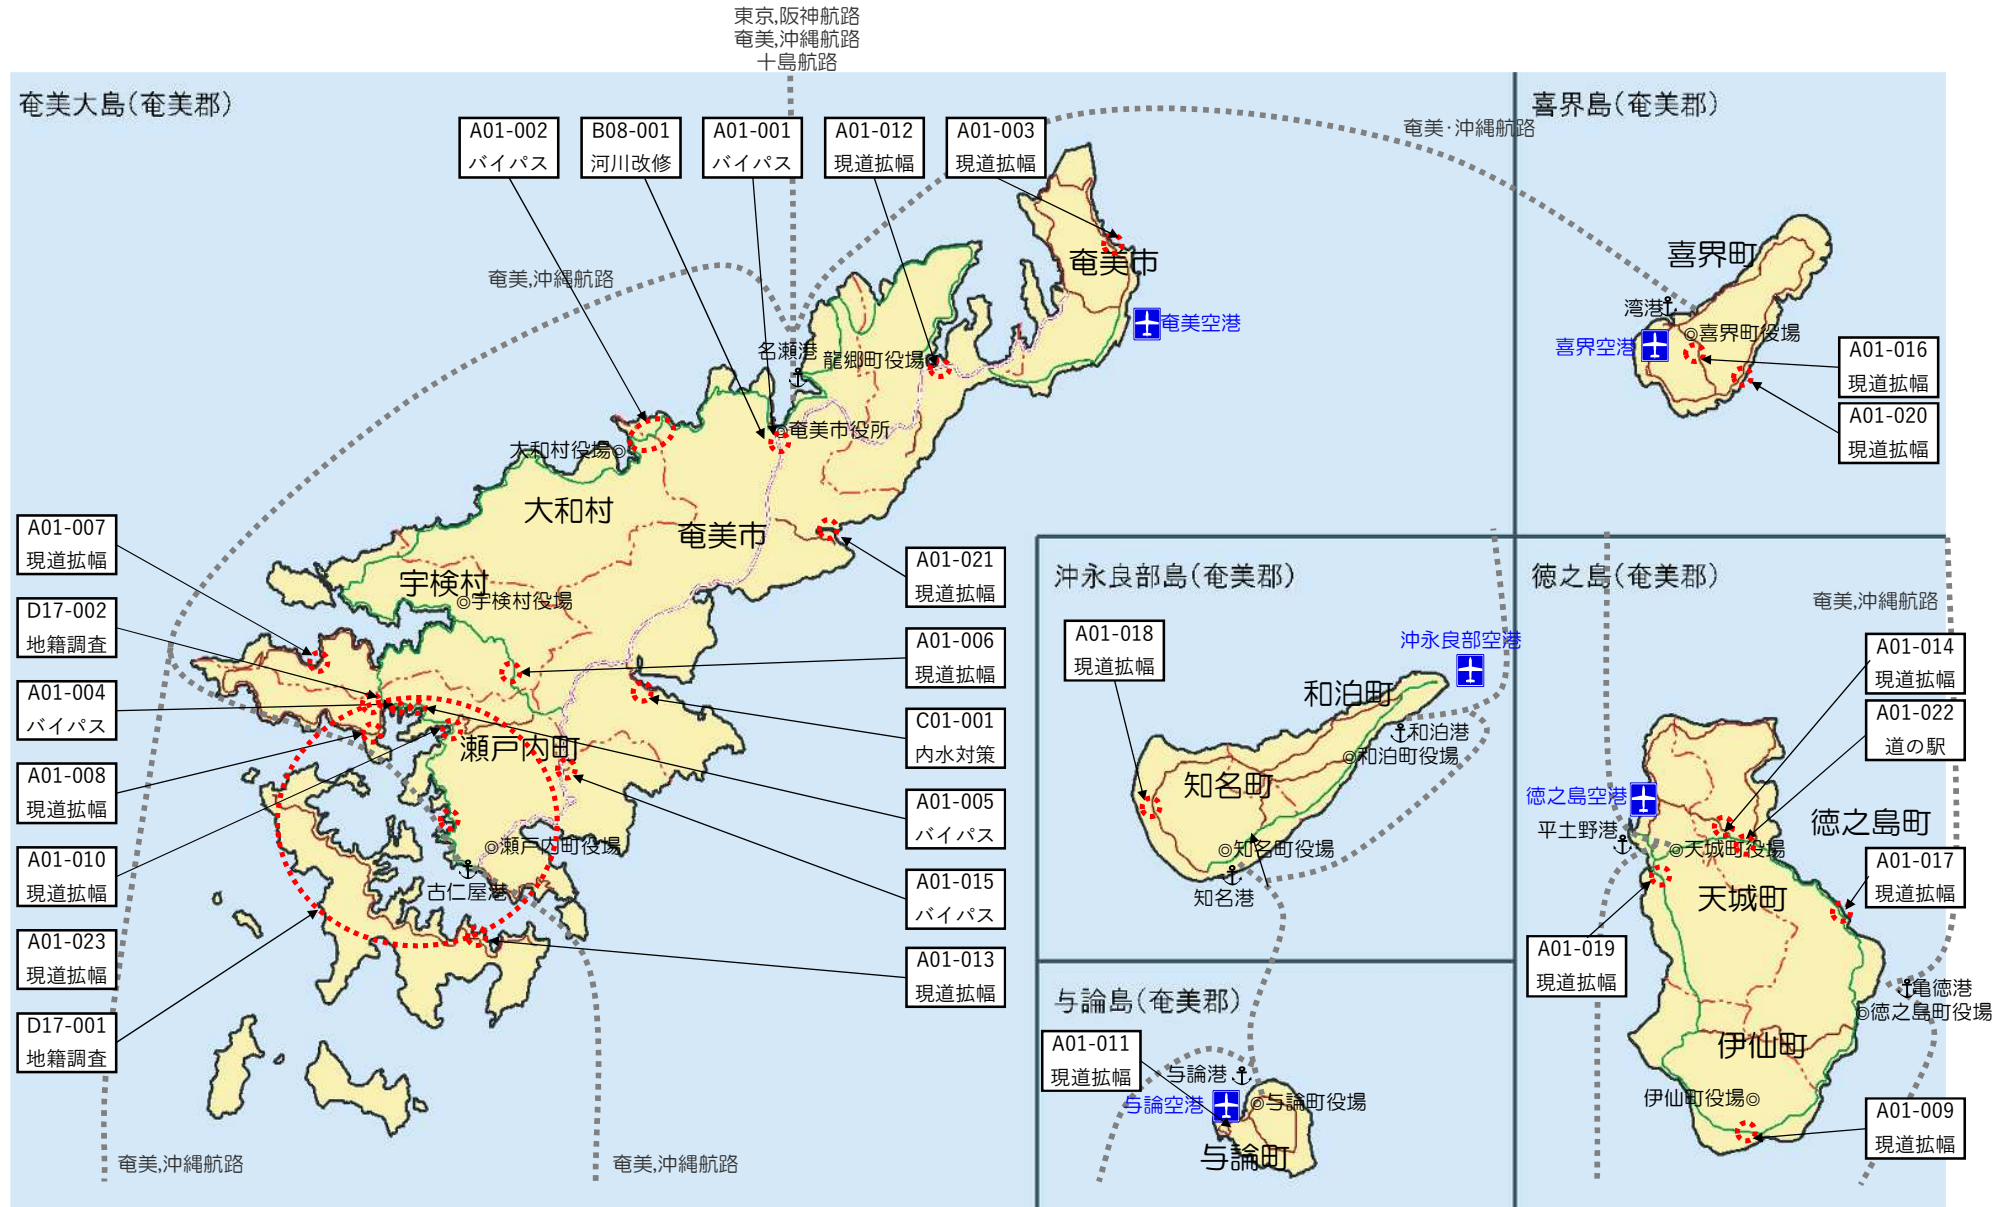 東京,阪神航路
奄美,沖縄航路
十島航路
奄美大島(奄美郡)
A01-002
バイパス
B08-001
河川改修
A01-001
バイパス
A01-012
現道拡幅
A01-003
現道拡幅
奄美·沖縄航路
奄美,沖縄航路
奄美市
奄美空港
名瀬港
龍郷町役場
◎奄美市役所
大和村役場◎
大和村
奄美市
宇検村
◎宇検村役場
瀬戸内町
◎瀬戸内町役場
古仁屋港
A01-007
現道拡幅
D17-002
地籍調査
A01-004
バイパス
A01-008
現道拡幅
A01-010
現道拡幅
A01-023
現道拡幅
D17-001
地籍調査
A01-021
現道拡幅
A01-006
現道拡幅
C01-001
内水対策
A01-005
バイパス
A01-015
バイパス
A01-013
現道拡幅
奄美,沖縄航路
奄美,沖縄航路
喜界島(奄美郡)
喜界町
湾港
◎喜界町役場
喜界空港
A01-016
現道拡幅
A01-020
現道拡幅
沖永良部島(奄美郡)
A01-018
現道拡幅
沖永良部空港
和泊町
和泊港
◎和泊町役場
知名町
◎知名町役場
知名港
与論島(奄美郡)
A01-011
現道拡幅
与論港
与論空港
◎与論町役場
与論町
徳之島(奄美郡)
奄美,沖縄航路
A01-014
現道拡幅
A01-022
道の駅
徳之島空港
平土野港
徳之島町
◎天城町役場
A01-017
現道拡幅
天城町
A01-019
現道拡幅
亀徳港
◎徳之島町役場
伊仙町
伊仙町役場◎
A01-009
現道拡幅